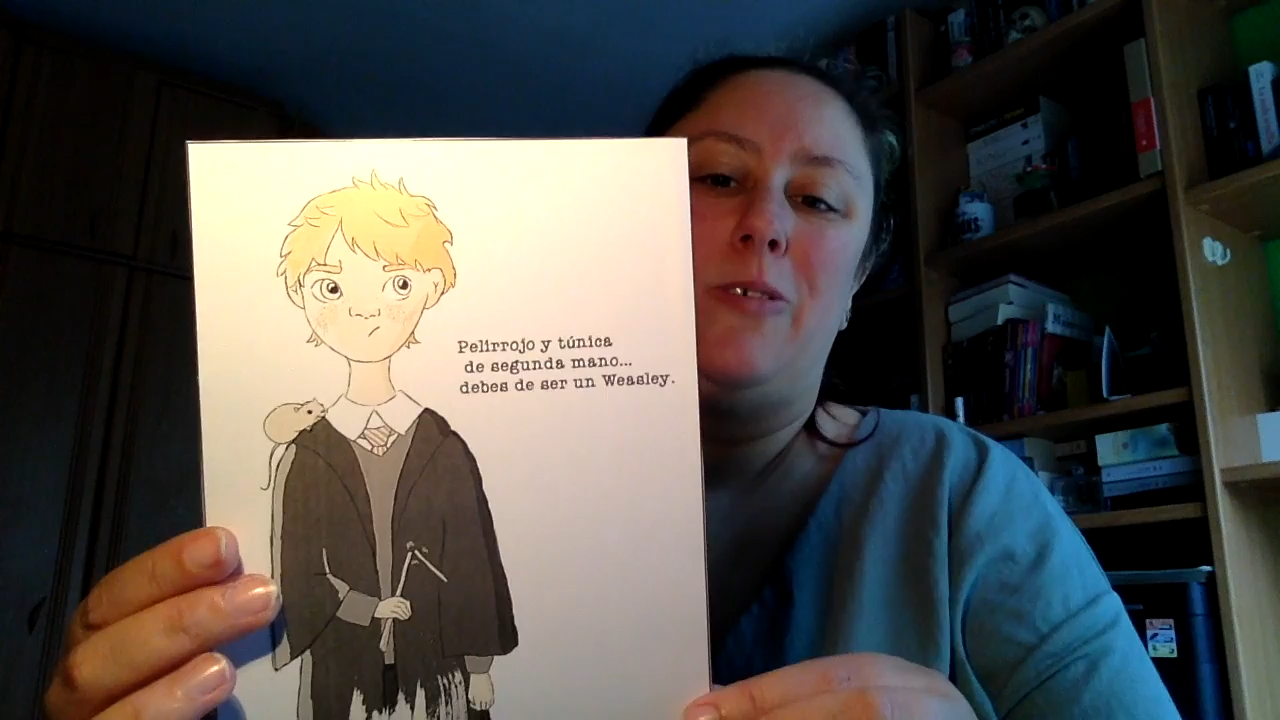 Pelirrojo y túnica
de segunda mano...
debes de ser un Weasley.